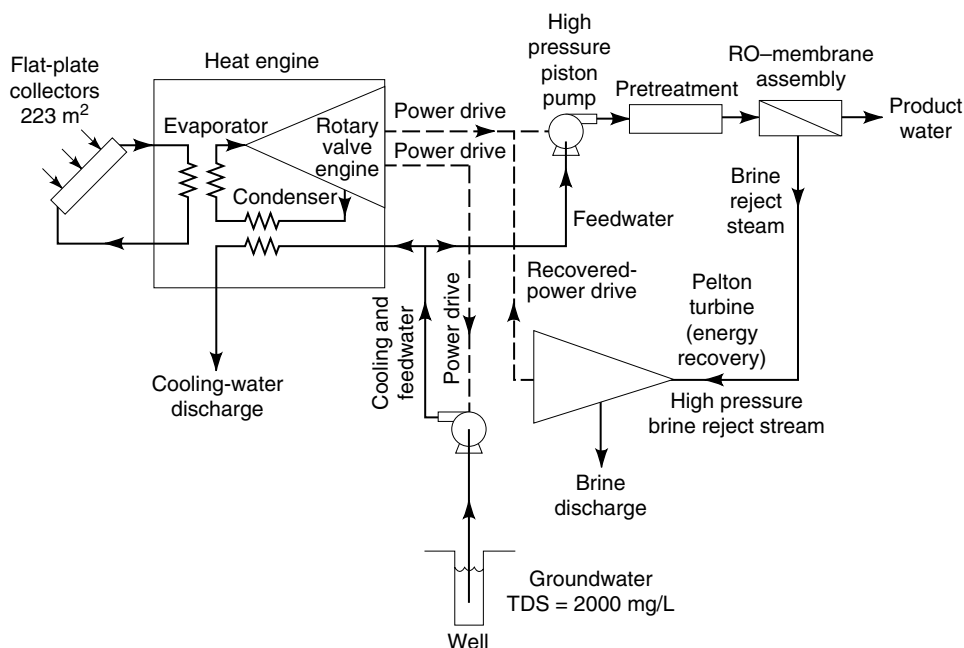 Flat-plate
collectors
223 m²
Heat engine
Evaporator
Rotary
valve
engine
Condenser
Power drive
Power drive
High
pressure
piston
pump
Pretreatment
RO–membrane
assembly
Product
water
Brine
reject
steam
Feedwater
Recovered-
power drive
Pelton
turbine
(energy
recovery)
High pressure
brine reject stream
Brine
discharge
Cooling and
feedwater
Power drive
Cooling-water
discharge
Groundwater
TDS = 2000 mg/L
Well